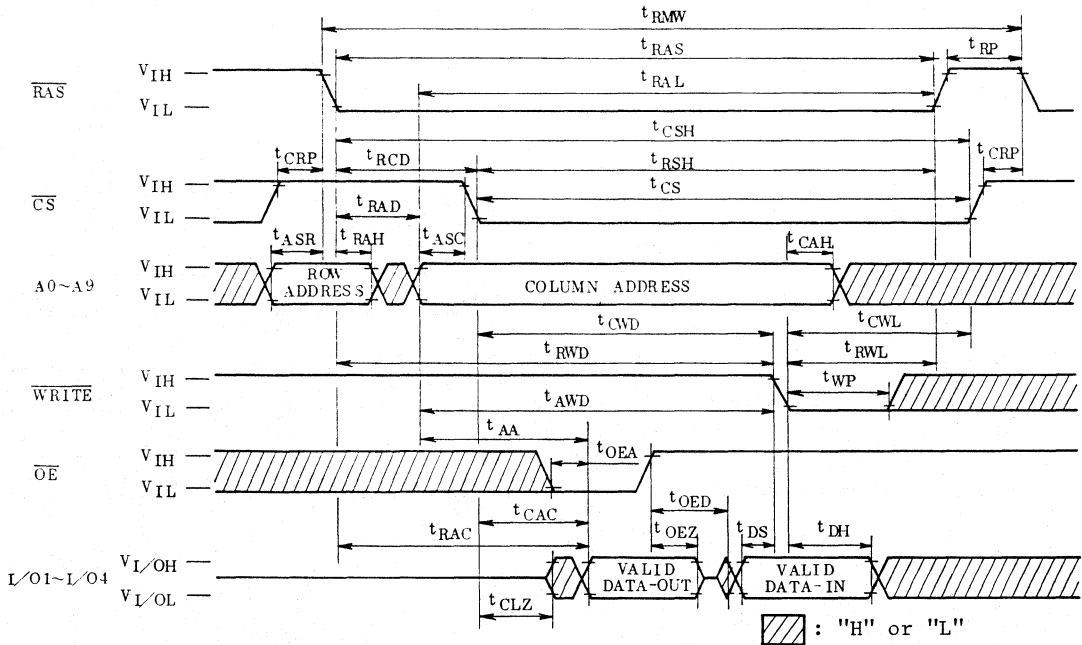 tRMW
tRAS
tRP
RAS
VIH
VIL
tRAL
tCSH
tCRP
tRCD
tRSH
tCRP
CS
VIH
VIL
tCS
tRAD
tASR
tRAH
tASC
tCAH
A0~A9
VIH
VIL
ROW
ADDRESS
COLUMN ADDRESS
tCWD
tCWL
tRWD
tRWL
WRITE
VIH
VIL
tWP
tAWD
tAA
tOEA
OE
VIH
VIL
tCAC
tOED
tRAC
tOEZ
tDS
tDH
I/O1~I/O4
VI/OH
VI/OL
VALID
DATA-OUT
VALID
DATA-IN
tCLZ
: "H" or "L"